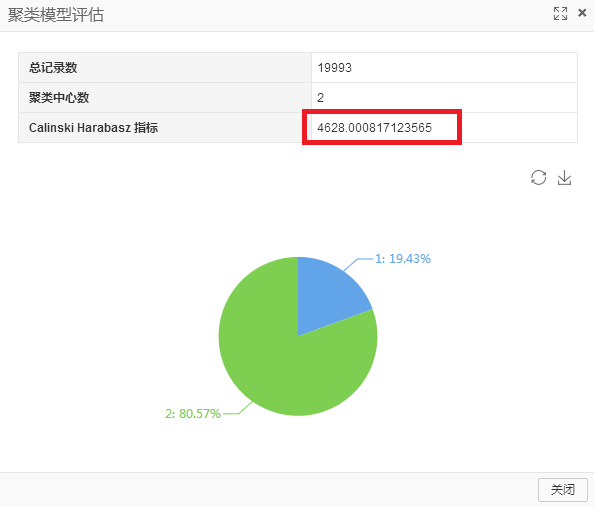 聚类模型评估
总记录数 19993
聚类中心数 2
Calinski Harabasz 指标 4628.000817123565
1: 19.43%
2: 80.57%
关闭